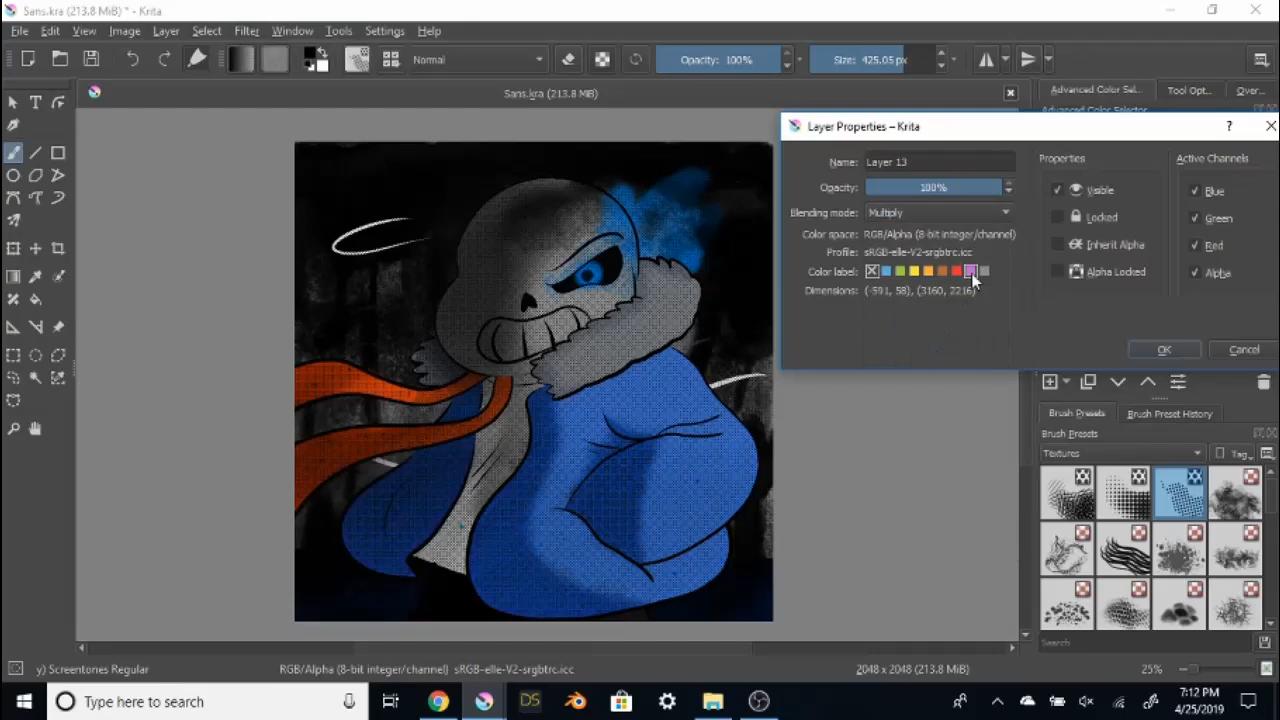 Sans.kra (213.8 MiB) * - Krita
File Edit View Image Layer Select Filter Tools Settings Window Help
Normal Opacity: 100% Size: 425.05 px
Sans.kra (213.8 MiB)
Advanced Color Sel... Tool Opt... Over...
Advanced Color Selector
Layer Properties – Krita ?
Name: Layer 13
Opacity: 100%
Blending mode: Multiply
Color space: RGB/Alpha (8-bit integer/channel)
Profile: sRGB-elle-V2-srgbtrc.icc
Color label:
Dimensions: (-591, 58), (3160, 2216)
Properties
Visible
Locked
Inherit Alpha
Alpha Locked
Active Channels
Blue
Green
Red
Alpha
OK Cancel
Brush Presets Brush Preset History
Brush Presets
Textures Tag
Search
y) Screentones Regular RGB/Alpha (8-bit integer/channel) sRGB-elle-V2-srgbtrc.icc 2048 x 2048 (213.8 MiB) 25%
Type here to search
DS
7:12 PM
4/25/2019